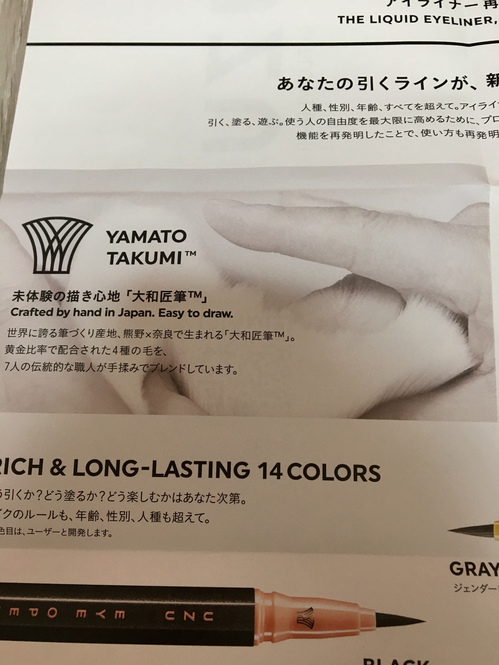 アイライナー再
THE LIQUID EYELINER,
あなたの引くラインが、新
人種、性別、年齢、すべてを超えて。アイライ
引く、塗る、遊ぶ。使う人の自由度を最大限に高めるために、プロ
機能を再発明したことで、使い方も再発明
YAMATO
TAKUMI™
未体験の描き心地「大和匠筆™」
Crafted by hand in Japan. Easy to draw.
世界に誇る筆づくり産地、熊野×奈良で生まれる「大和匠筆™」。
黄金比率で配合された4種の毛を、
7人の伝統的な職人が手揉みでブレンドしています。
RICH & LONG-LASTING 14 COLORS
う引くか?どう塗るか?どう楽しむかはあなた次第。
イクのルールも、年齢、性別、人種も超えて。
色目は、ユーザーと開発します。
GRAY
ジェンダー
UZU EYE OPE
BLACK